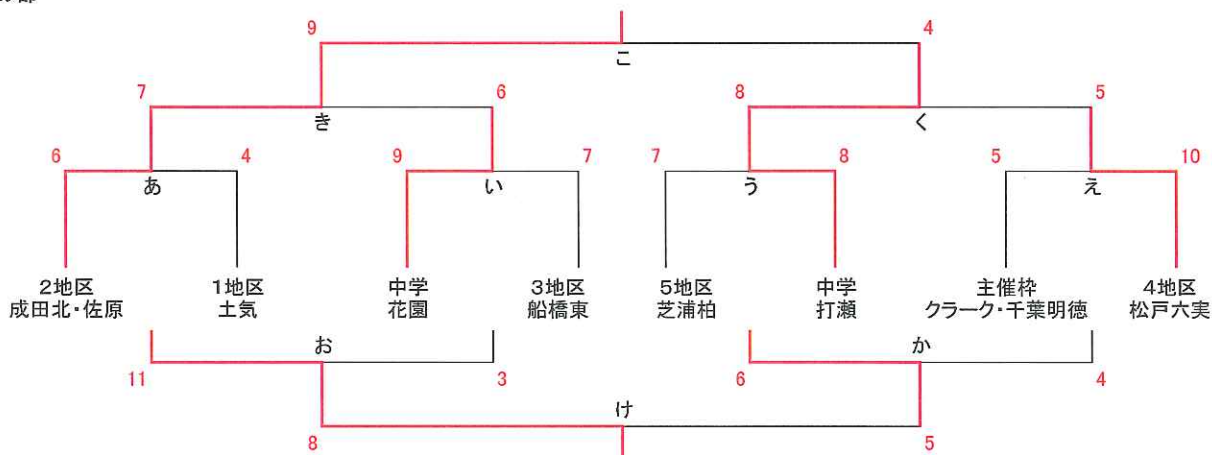 9 4
こ
7 6 8 5
き く
6 4 9 7 7 8 5 10
あ い う え
2地区 1地区 中学 3地区 5地区 中学 主催枠 4地区
成田北・佐原 土気 花園 船橋東 芝浦柏 打瀬 クラーク・千葉明徳 松戸六実
お か
11 3 6 4
け
8 5